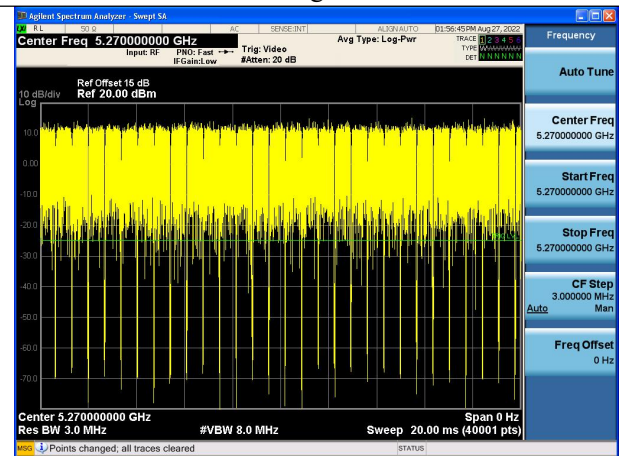 Agilent Spectrum Analyzer - Swept SA
RL 50 Ω AC SENSE:INT ALIGNAUTO 01:56:45 PM Aug 27, 2022
Center Freq 5.270000000 GHz
Input: RF PNO: Fast Trig: Video Avg Type: Log-Pwr TRACE 1 2 3 4 5 6
IFGain:Low #Atten: 20 dB TYPE
DET N N N N N N
Ref Offset 15 dB
10 dB/div Ref 20.00 dBm
Log
10.0
0.00
-10.0
-20.0
-30.0
-40.0
-50.0
-60.0
-70.0
Center 5.270000000 GHz Span 0 Hz
Res BW 3.0 MHz #VBW 8.0 MHz Sweep 20.00 ms (40001 pts)
MSG Points changed; all traces cleared STATUS
Frequency
Auto Tune
Center Freq
5.270000000 GHz
Start Freq
5.270000000 GHz
Stop Freq
5.270000000 GHz
CF Step
3.000000 MHz
Auto Man
Freq Offset
0 Hz